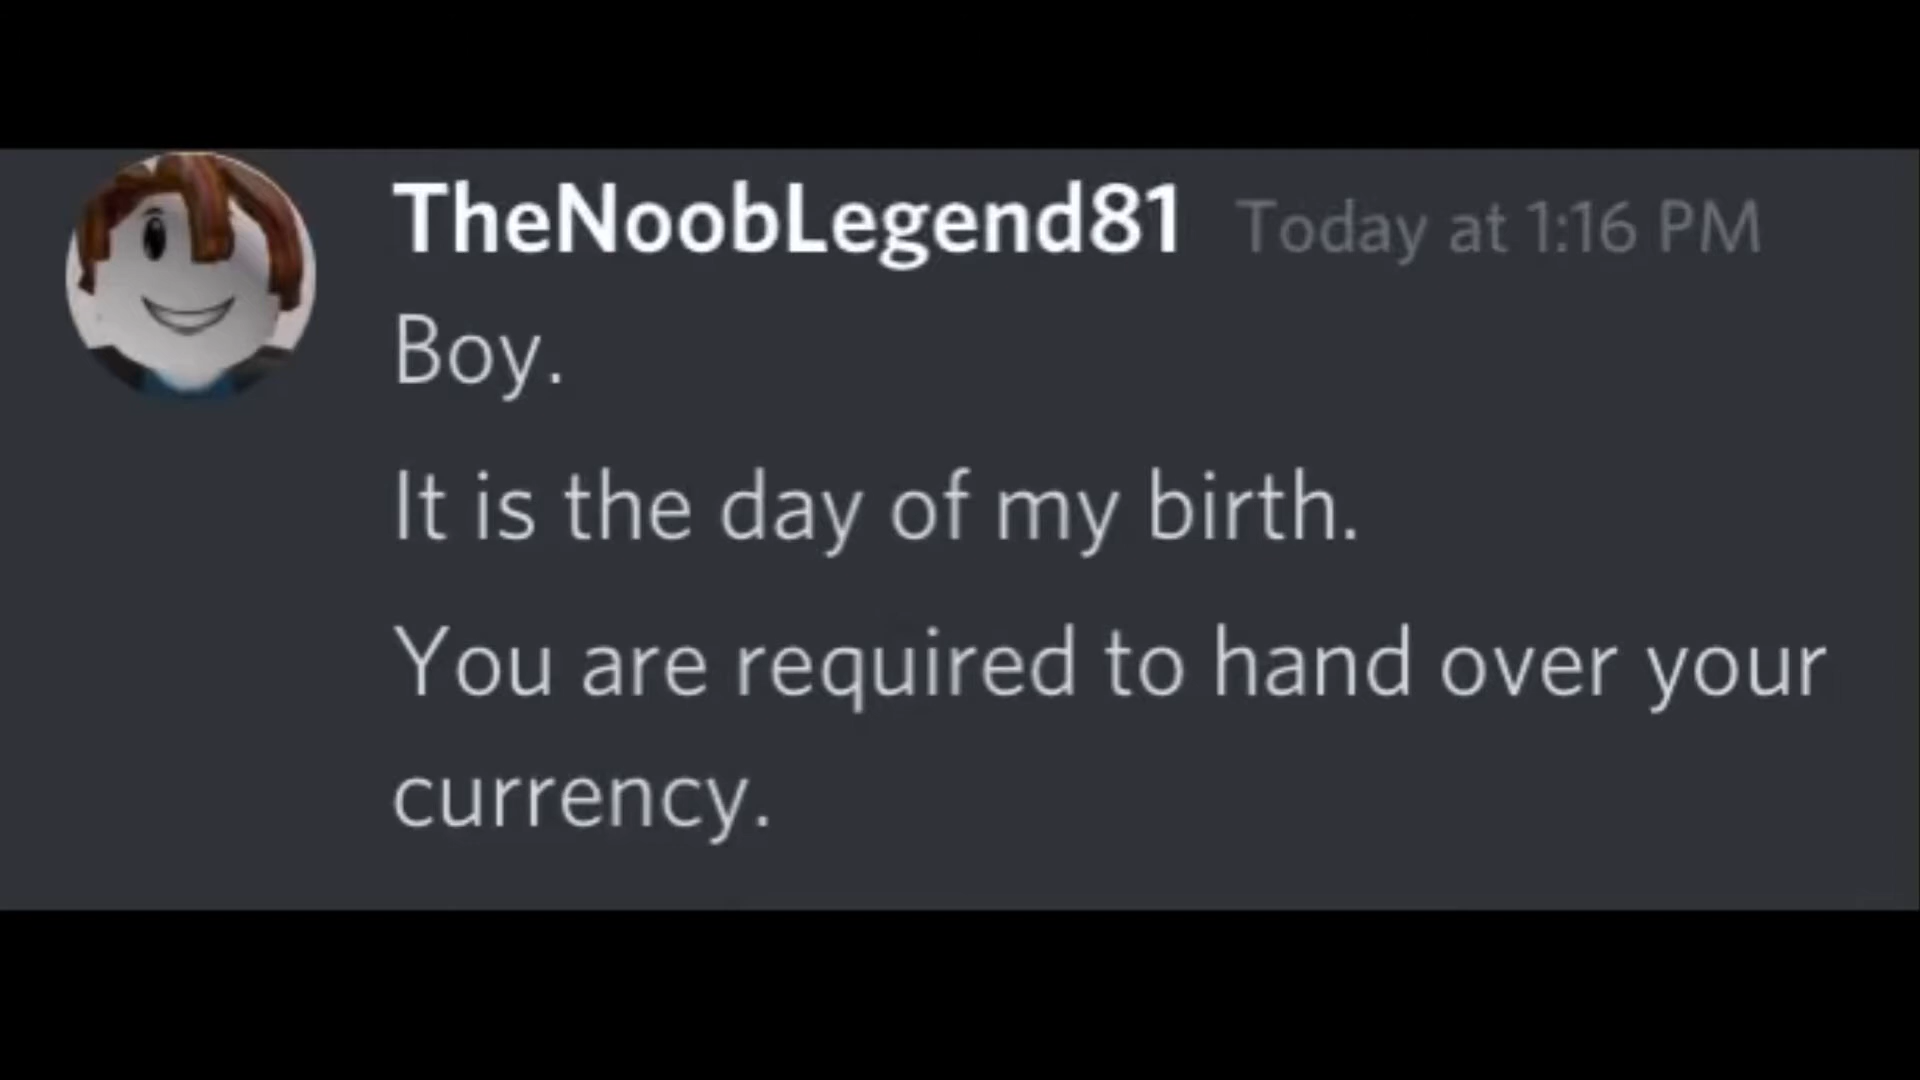 TheNoobLegend81 Today at 1:16 PM
Boy.
It is the day of my birth.
You are required to hand over your
currency.